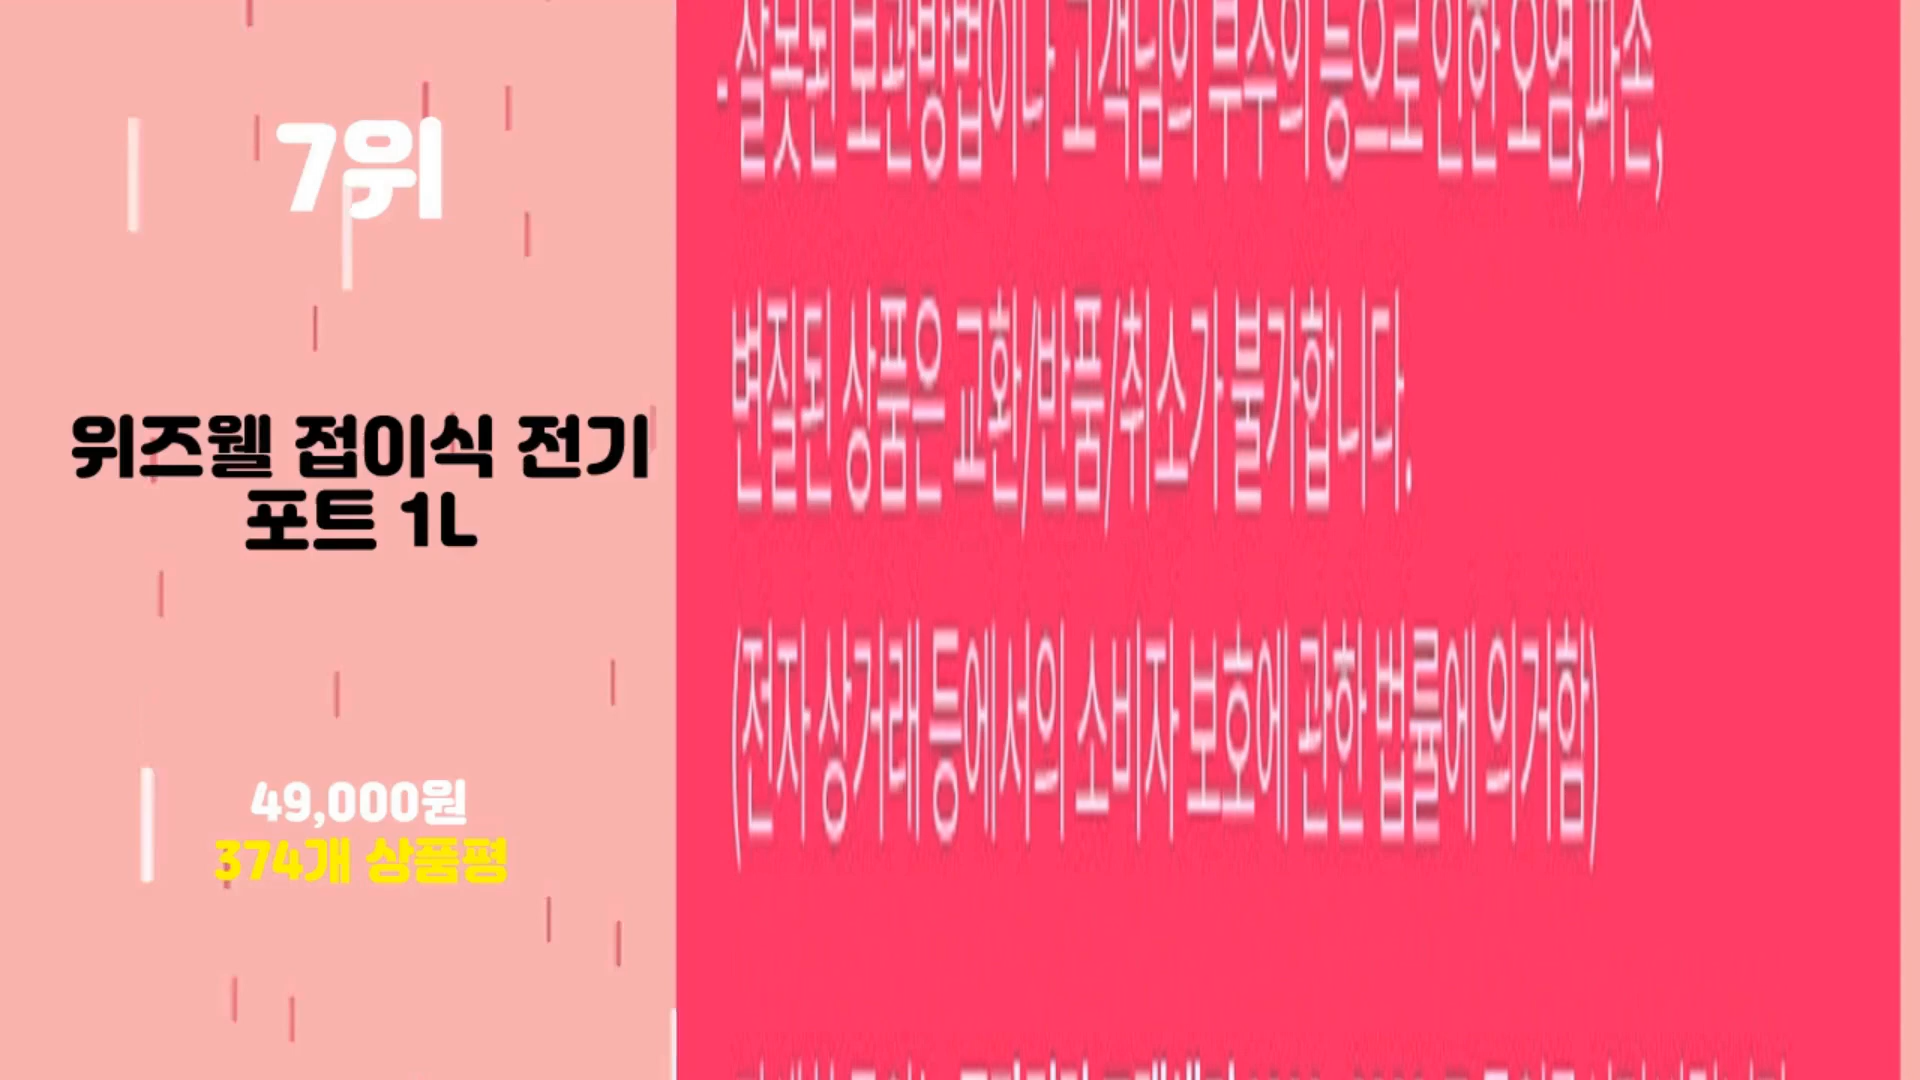 7위
위즈웰 접이식 전기
포트 1L
49,000원
374개 상품평
·잘못된 보관방법이나 고객님의 부주의 등으로 인한 오염,파손,
변질된 상품은 교환/반품/취소가 불가합니다.
(전자 상거래 등에서의 소비자 보호에 관한 법률에 의거함)